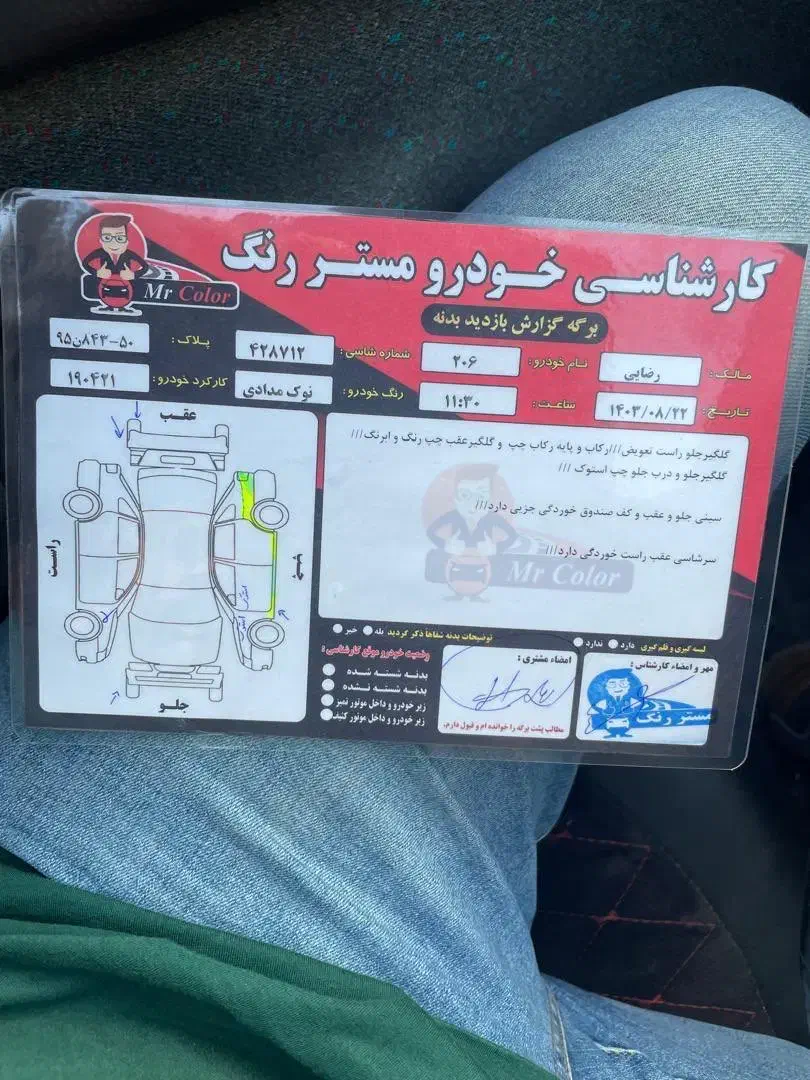 کارشناسی خودرو مستر رنگ
Mr Color
برگه گزارش بازدید بدنه
مالک : رضایی
نام خودرو : ۲۰۶
شماره شاسی : ۴۲۸۷۱۲
پلاک : ۹۵ن۸۴۳-۵۰
تاریخ : ۱۴۰۳/۰۸/۲۲
ساعت : ۱۱:۳۰
رنگ خودرو : نوک مدادی
کارکرد خودرو : ۱۹۰۴۲۱
گلگیرجلو راست تعویض///رکاب و پایه رکاب چپ و گلگیرعقب چپ رنگ و ابرنگ///
گلگیرجلو و درب جلو چپ استوک ///
سینی جلو و عقب و کف صندوق خوردگی جزیی دارد///
سرشاسی عقب راست خوردگی دارد///
Mr Color
عقب
راست
چپ
جلو
لیسه گیری و قلم گیری دارد ندارد
توضیحات بدنه شفاها ذکر گردید بله خیر
وضعیت خودرو موقع کارشناسی :
بدنه شسته شده
بدنه شسته نشده
زیر خودرو و داخل موتور تمیز
زیر خودرو و داخل موتور کثیف
امضاء مشتری :
مطالب پشت برگه را خوانده ام و قبول دارم.
مهر و امضاء کارشناس :
مستر رنگ